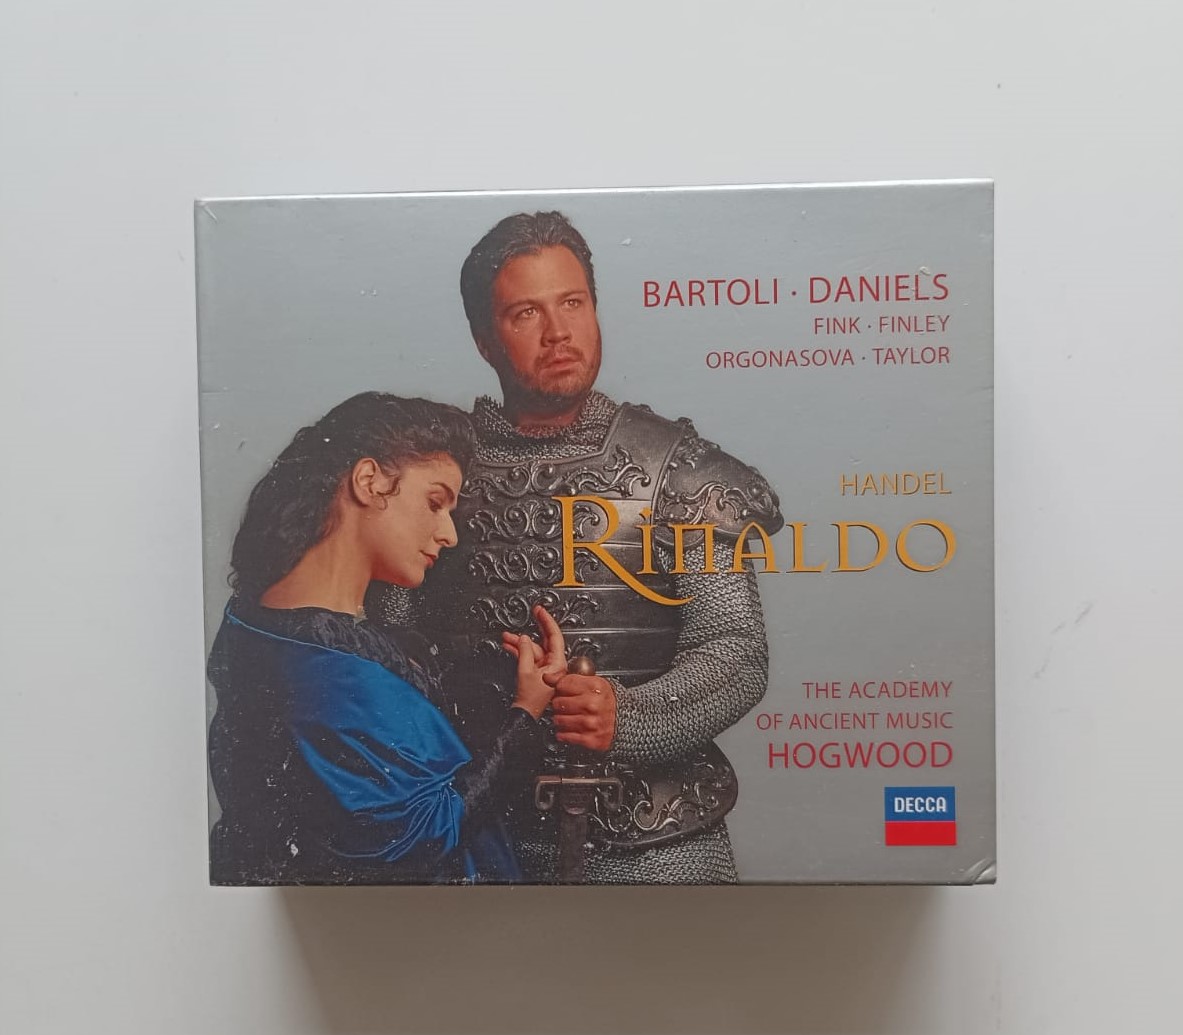 BARTOLI · DANIELS
FINK · FINLEY
ORGONASOVA · TAYLOR
HANDEL
RINALDO
THE ACADEMY
OF ANCIENT MUSIC
HOGWOOD
DECCA